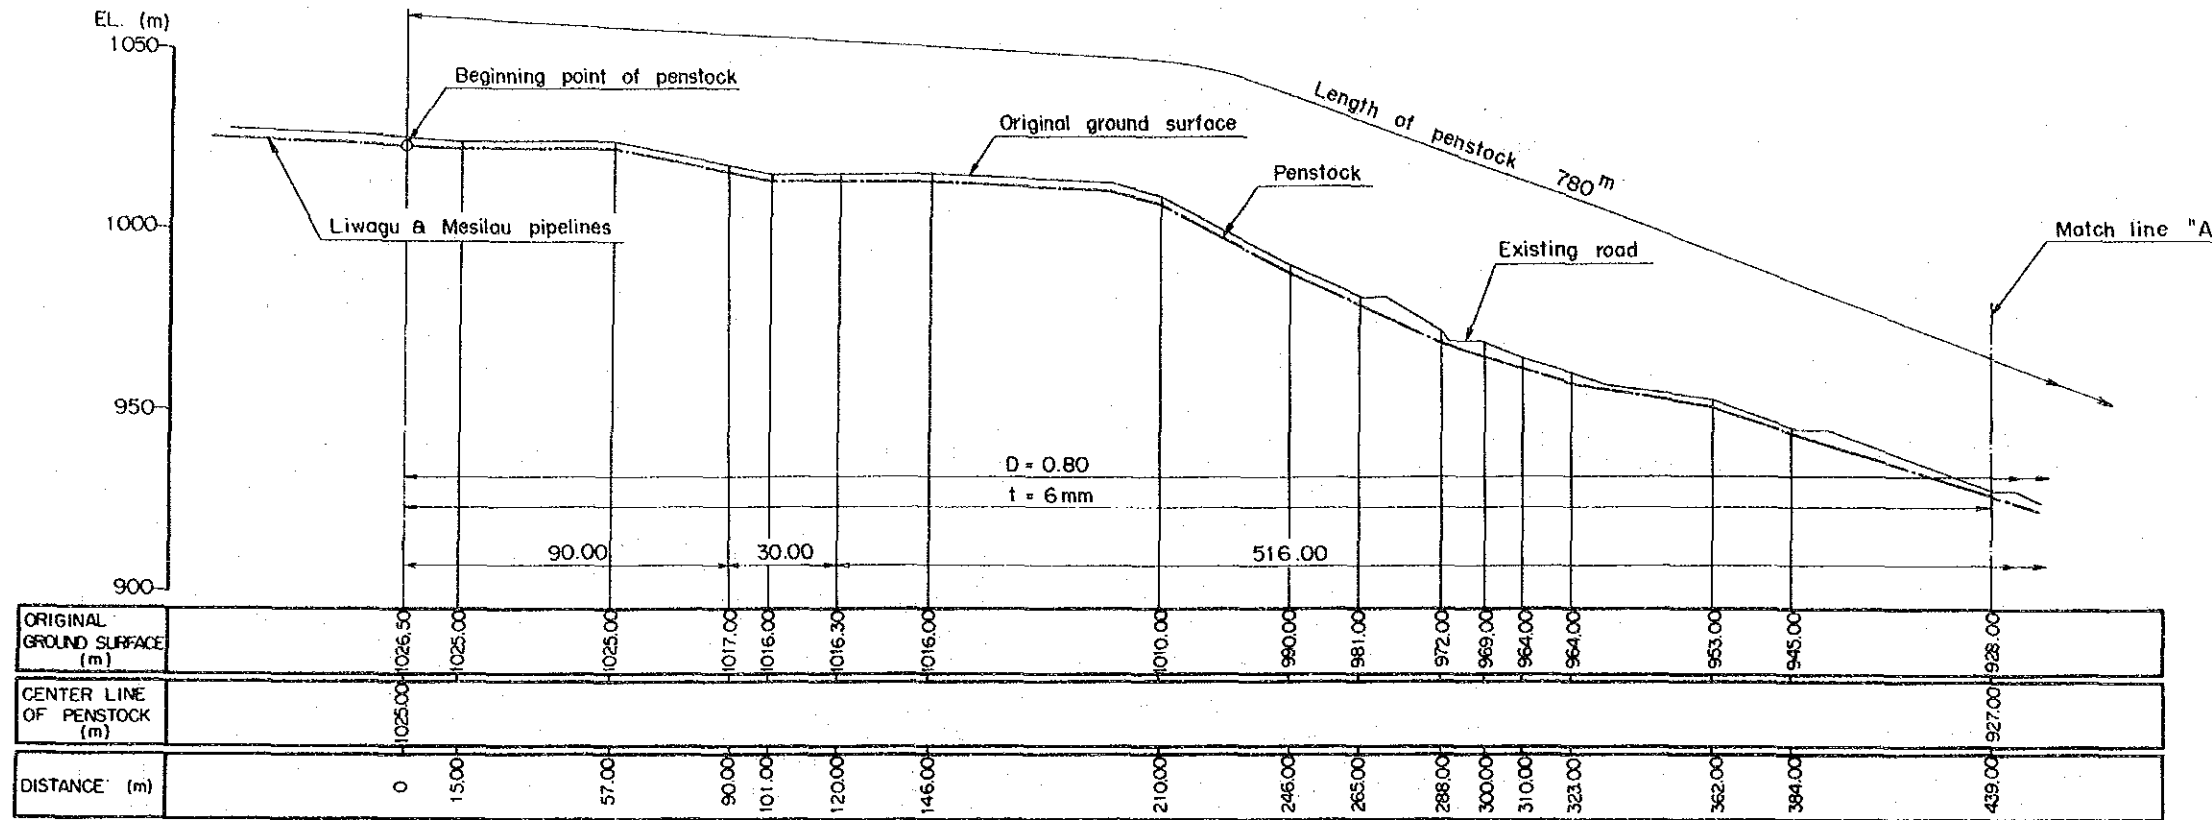 EL. (m)
1050
1000
950
900
Beginning point of penstock
Original ground surface
Length of penstock 780 m
Penstock
Liwagu & Mesilau pipelines
Existing road
Match line "A
D = 0.80
t = 6 mm
90.00 30.00 516.00
ORIGINAL
GROUND SURFACE
(m)
1026.50 1025.00 1025.00 1017.00 1016.00 1016.30 1016.00 1010.00 990.00 981.00 972.00 969.00 964.00 964.00 953.00 945.00 928.00
CENTER LINE
OF PENSTOCK
(m)
1025.00 927.00
DISTANCE (m)
0 15.00 57.00 90.00 101.00 120.00 146.00 210.00 246.00 265.00 288.00 300.00 310.00 323.00 362.00 384.00 439.00